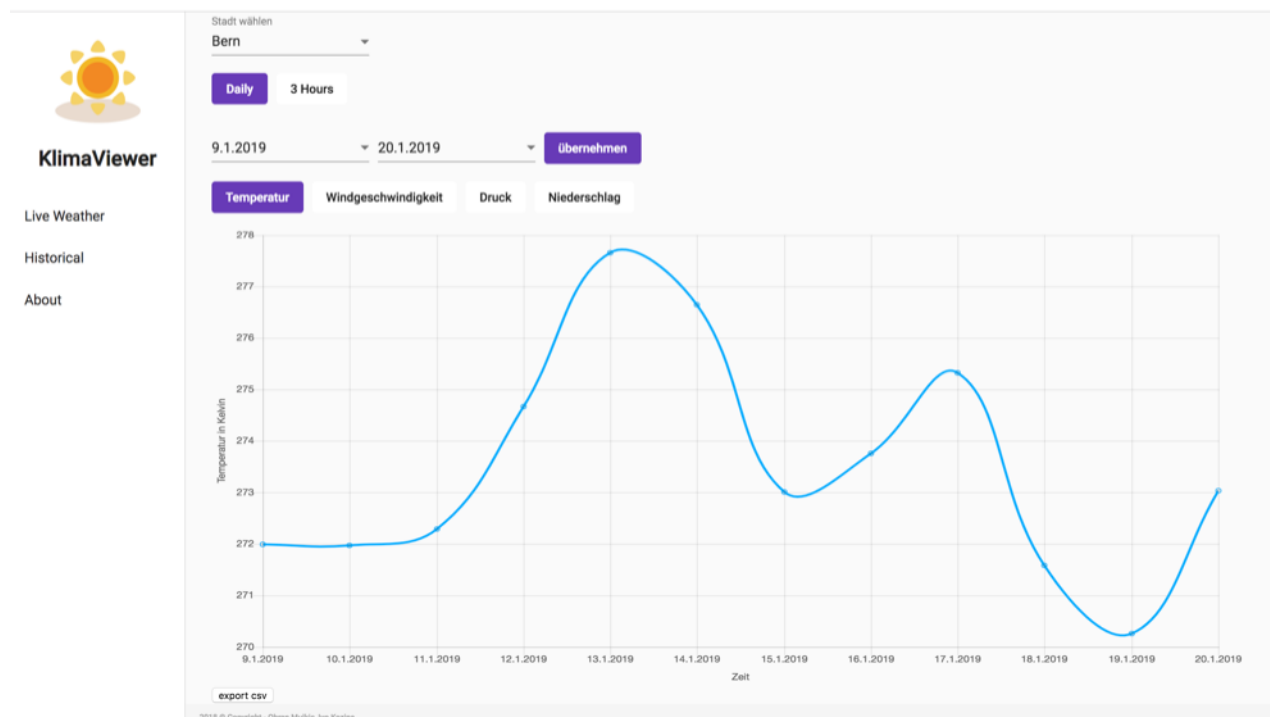 Stadt wählen
Bern
Daily 3 Hours
KlimaViewer
9.1.2019 20.1.2019 übernehmen
Temperatur Windgeschwindigkeit Druck Niederschlag
Live Weather
Historical
About
278
277
276
275
274
273
272
271
270
Temperatur in Kelvin
9.1.2019 10.1.2019 11.1.2019 12.1.2019 13.1.2019 14.1.2019 15.1.2019 16.1.2019 17.1.2019 18.1.2019 19.1.2019 20.1.2019
Zeit
export csv